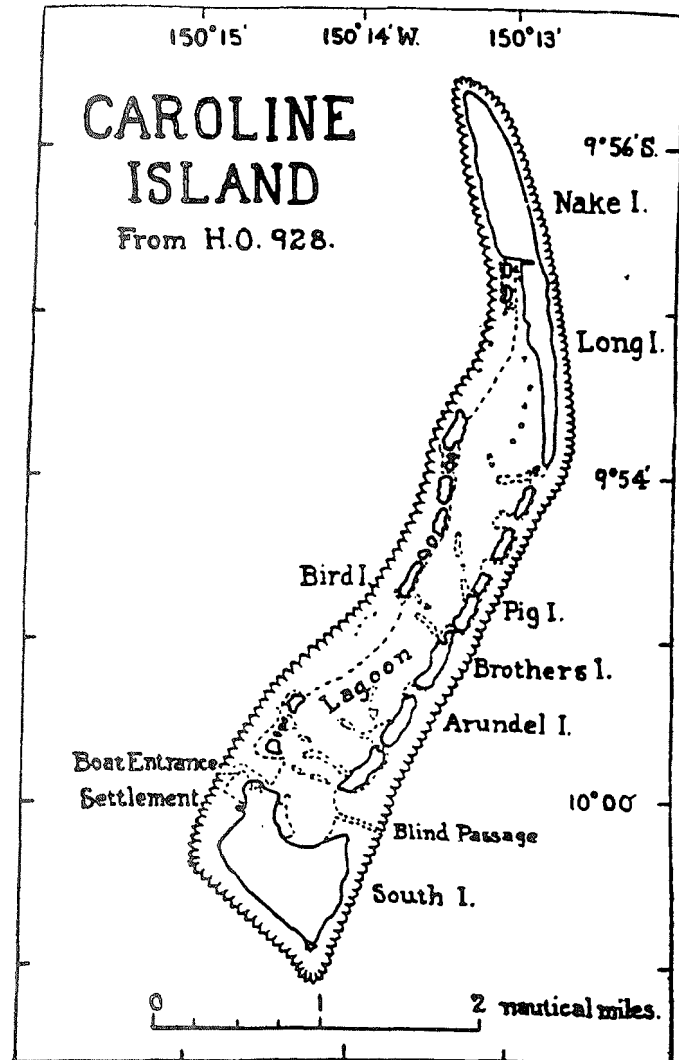 150°15' 150°14'W. 150°13'
CAROLINE
ISLAND
From H.O. 928.
9°56'S.
Nake I.
Long I.
9°54'
Bird I.
Pig I.
Brothers I.
Lagoon
Arundel I.
Boat Entrance
Settlement
10°00'
Blind Passage
South I.
0 1 2 nautical miles.